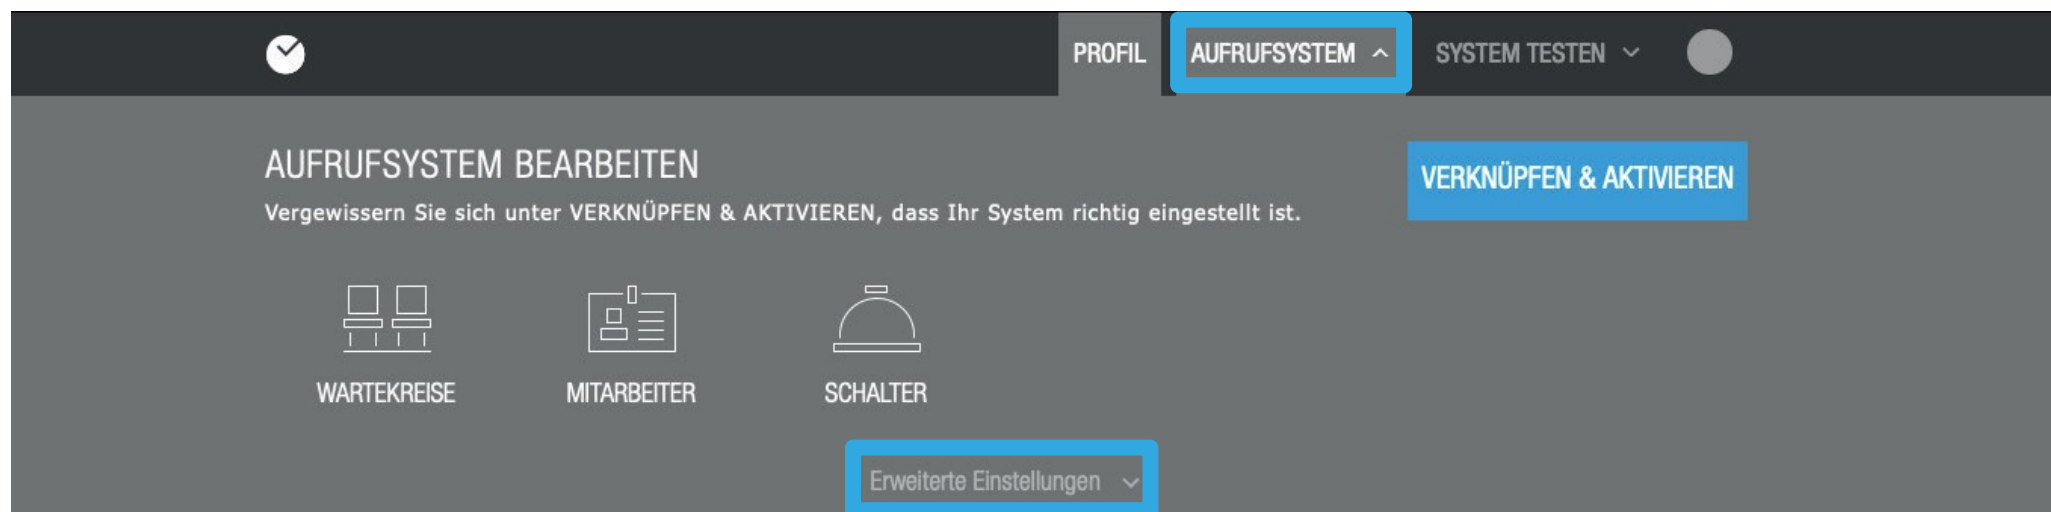 PROFIL AUFRUFSYSTEM SYSTEM TESTEN
AUFRUFSYSTEM BEARBEITEN
VERKNÜPFEN & AKTIVIEREN
Vergewissern Sie sich unter VERKNÜPFEN & AKTIVIEREN, dass Ihr System richtig eingestellt ist.
WARTEKREISE MITARBEITER SCHALTER
Erweiterte Einstellungen